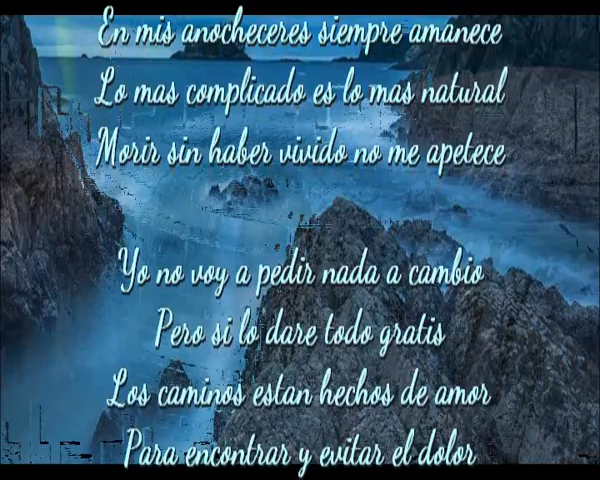 En mis anocheceres siempre amanece
Lo mas complicado es lo mas natural
Morir sin haber vivido no me apetece
Yo no voy a pedir nada a cambio
Pero si lo dare todo gratis
Los caminos estan hechos de amor
Para encontrar y evitar el dolor